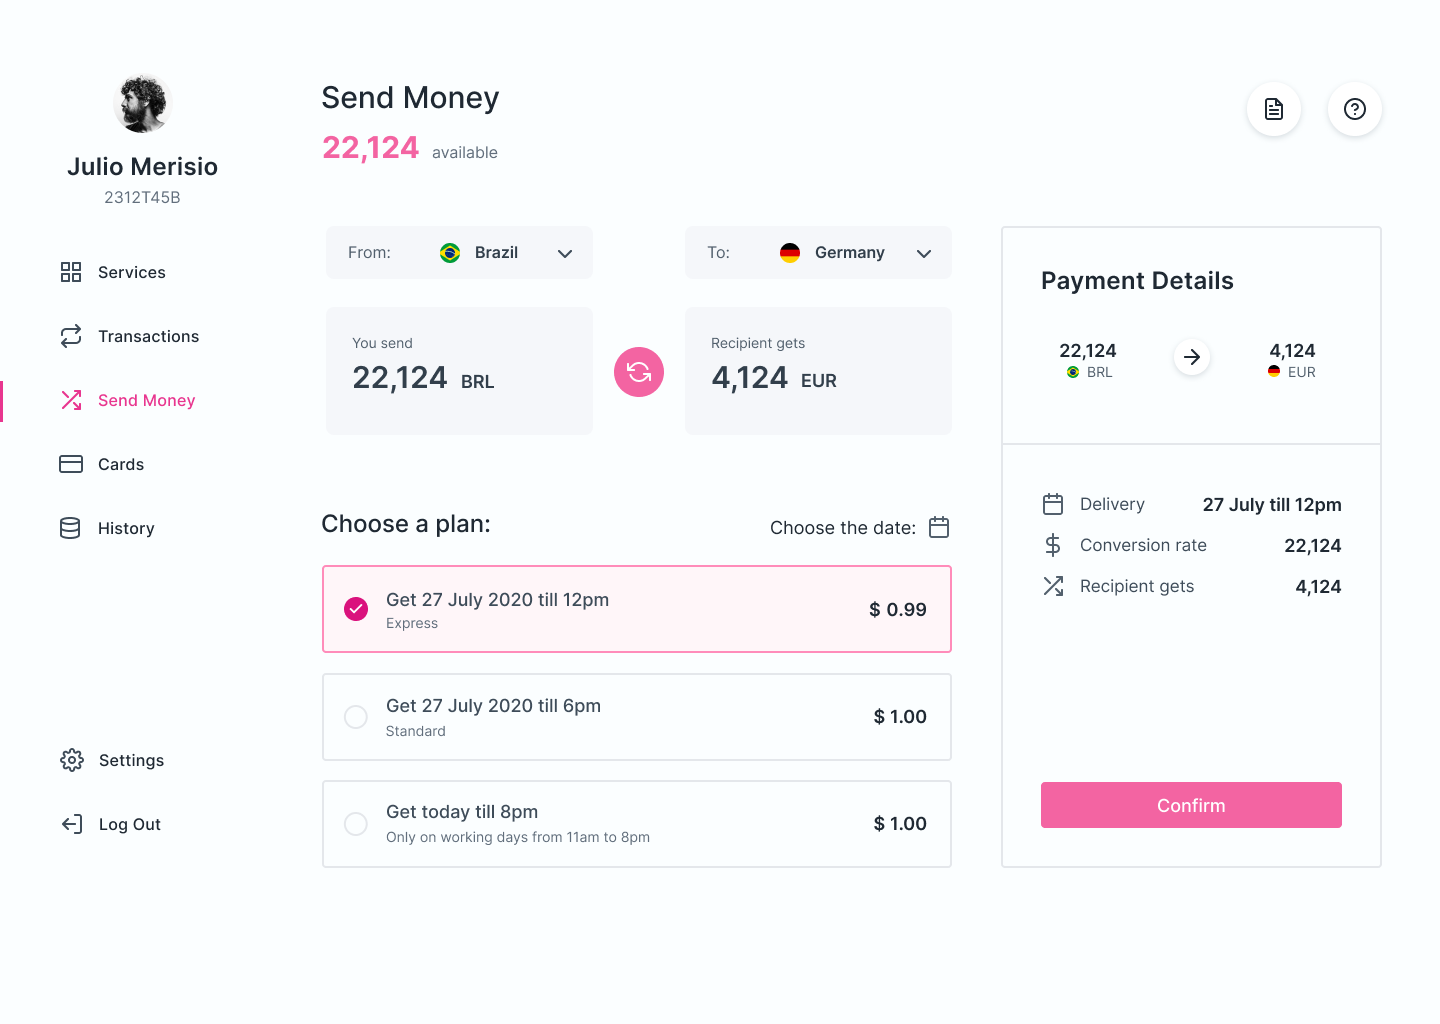 Julio Merisio
2312T45B
Services
Transactions
Send Money
Cards
History
Settings
Log Out
Send Money
22,124 available
From: Brazil
To: Germany
You send
22,124 BRL
Recipient gets
4,124 EUR
Choose a plan:
Choose the date:
Get 27 July 2020 till 12pm
Express
$ 0.99
Get 27 July 2020 till 6pm
Standard
$ 1.00
Get today till 8pm
Only on working days from 11am to 8pm
$ 1.00
Payment Details
22,124
BRL
4,124
EUR
Delivery 27 July till 12pm
Conversion rate 22,124
Recipient gets 4,124
Confirm